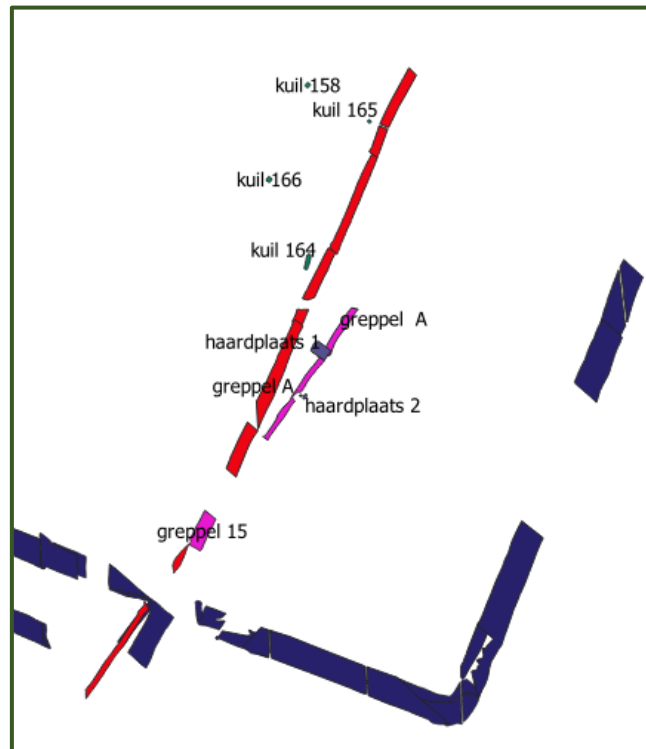 kuil 158
kuil 165
kuil 166
kuil 164
greppel A
haardplaats 1
greppel A
haardplaats 2
greppel 15